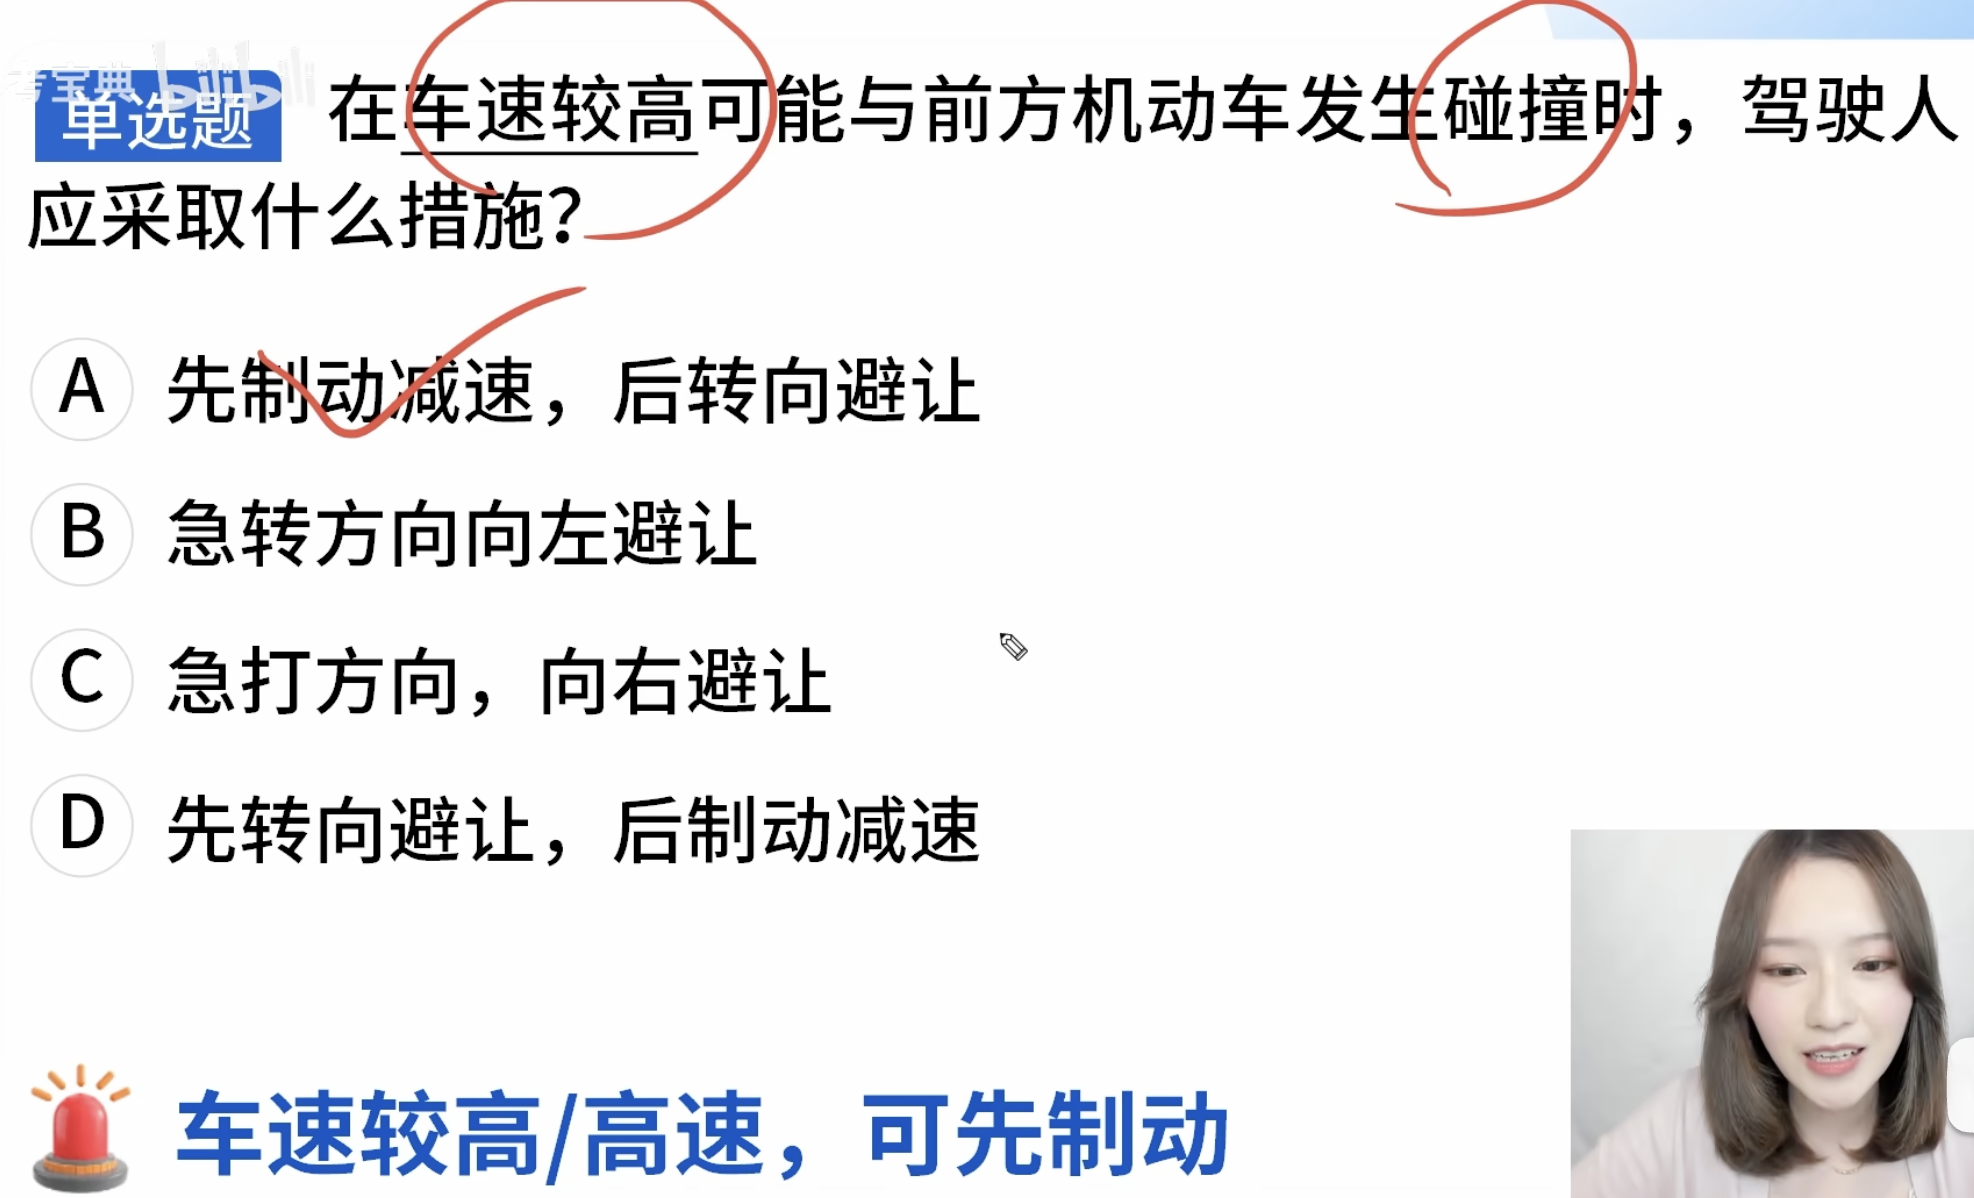 考宝典 bilibili
单选题 在车速较高可能与前方机动车发生碰撞时，驾驶人
应采取什么措施？
A 先制动减速，后转向避让
B 急转方向向左避让
C 急打方向，向右避让
D 先转向避让，后制动减速
车速较高/高速，可先制动